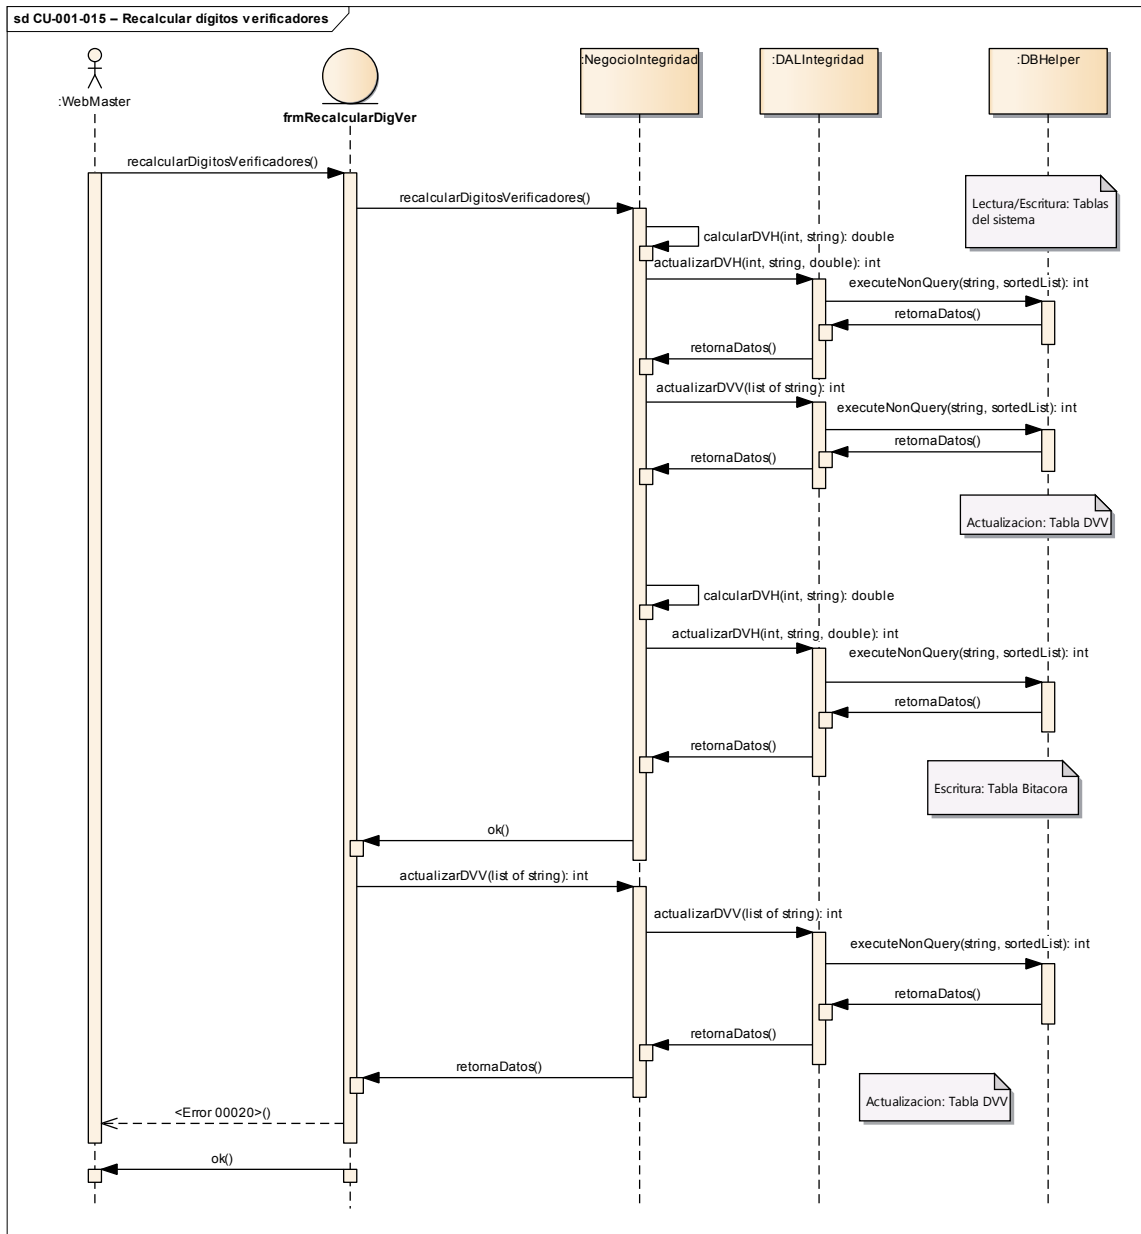 sd CU-001-015 – Recalcular dígitos verificadores
:WebMaster
frmRecalcularDigVer
:NegocioIntegridad
:DALIntegridad
:DBHelper
recalcularDigitosVerificadores()
recalcularDigitosVerificadores()
Lectura/Escritura: Tablas
del sistema
calcularDVH(int, string): double
actualizarDVH(int, string, double): int
executeNonQuery(string, sortedList): int
retornaDatos()
retornaDatos()
actualizarDVV(list of string): int
executeNonQuery(string, sortedList): int
retornaDatos()
retornaDatos()
Actualizacion: Tabla DVV
calcularDVH(int, string): double
actualizarDVH(int, string, double): int
executeNonQuery(string, sortedList): int
retornaDatos()
retornaDatos()
Escritura: Tabla Bitacora
ok()
actualizarDVV(list of string): int
actualizarDVV(list of string): int
executeNonQuery(string, sortedList): int
retornaDatos()
retornaDatos()
retornaDatos()
Actualizacion: Tabla DVV
<Error 00020>()
ok()